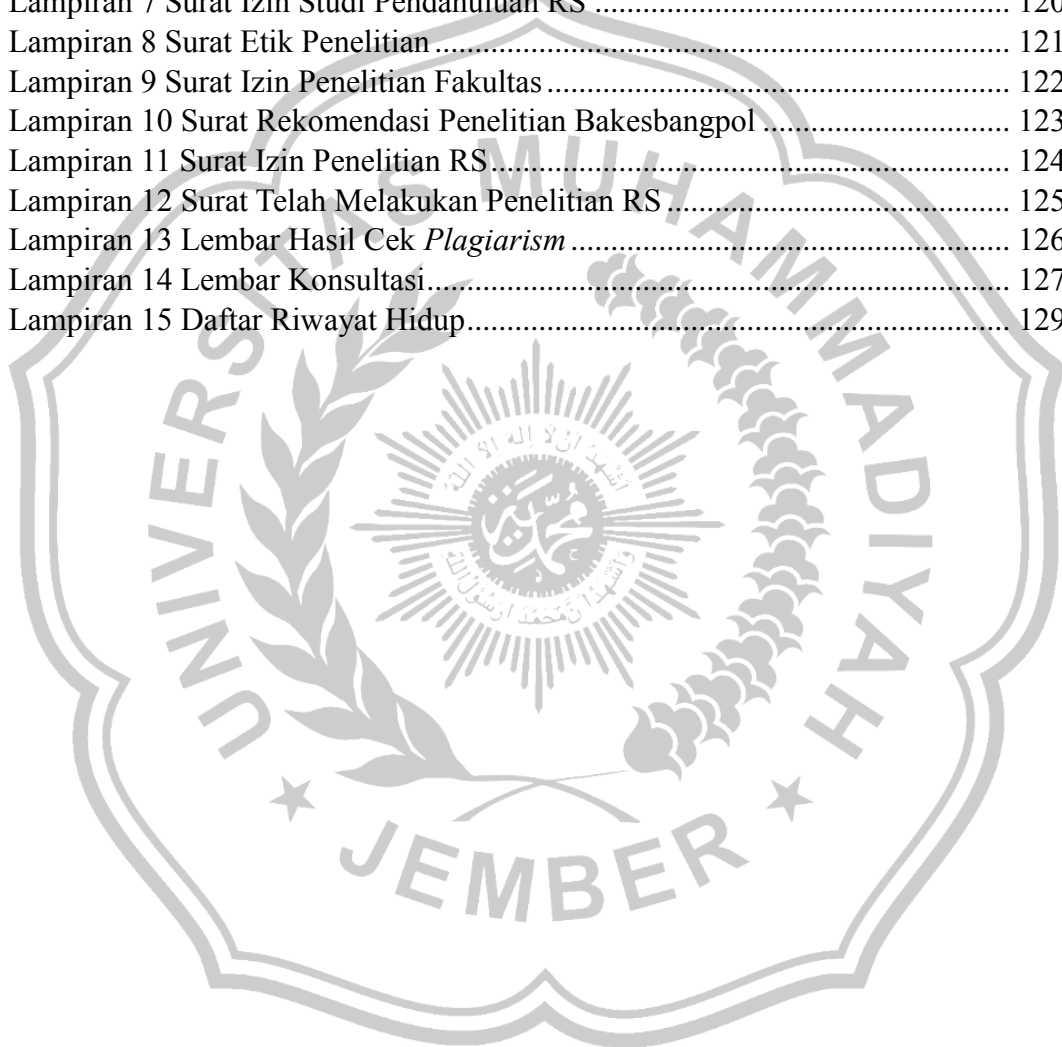 Lampiran 7 Surat Izin Studi Pendahuluan RS ........................................................ 120
Lampiran 8 Surat Etik Penelitian ............................................................................ 121
Lampiran 9 Surat Izin Penelitian Fakultas .............................................................. 122
Lampiran 10 Surat Rekomendasi Penelitian Bakesbangpol ................................. 123
Lampiran 11 Surat Izin Penelitian RS ..................................................................... 124
Lampiran 12 Surat Telah Melakukan Penelitian RS .............................................. 125
Lampiran 13 Lembar Hasil Cek Plagiarism ........................................................... 126
Lampiran 14 Lembar Konsultasi ............................................................................. 127
Lampiran 15 Daftar Riwayat Hidup ........................................................................ 129
UNIVERSITAS MUHAMMADIYAH
محمد
JEMBER